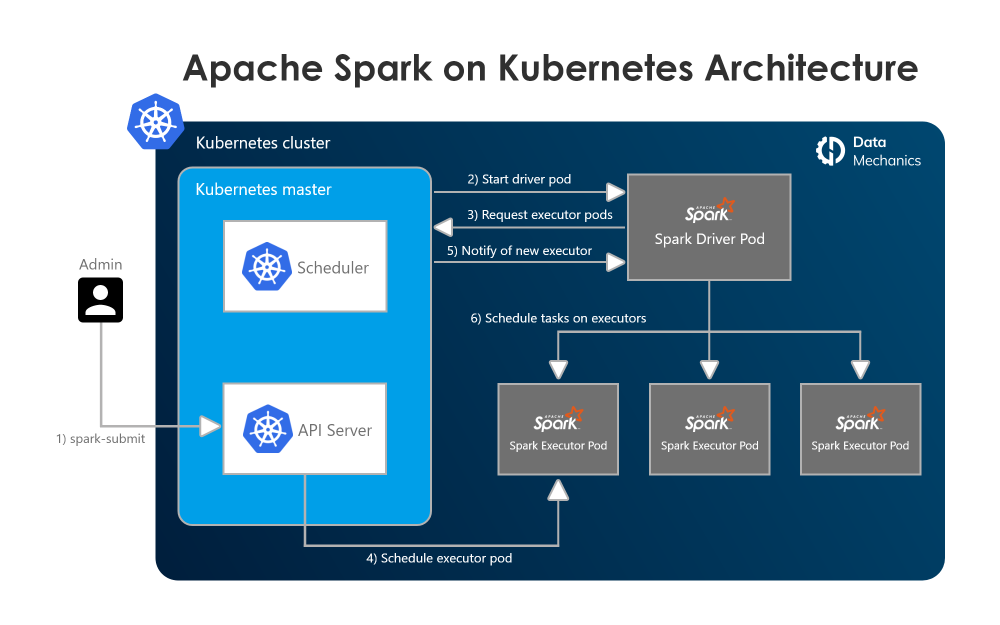 Apache Spark on Kubernetes Architecture
Kubernetes cluster
Data
Mechanics
Kubernetes master
2) Start driver pod
3) Request executor pods
5) Notify of new executor
APACHE
Spark
Spark Driver Pod
Scheduler
Admin
6) Schedule tasks on executors
API Server
1) spark-submit
APACHE
Spark
Spark Executor Pod
APACHE
Spark
Spark Executor Pod
APACHE
Spark
Spark Executor Pod
4) Schedule executor pod